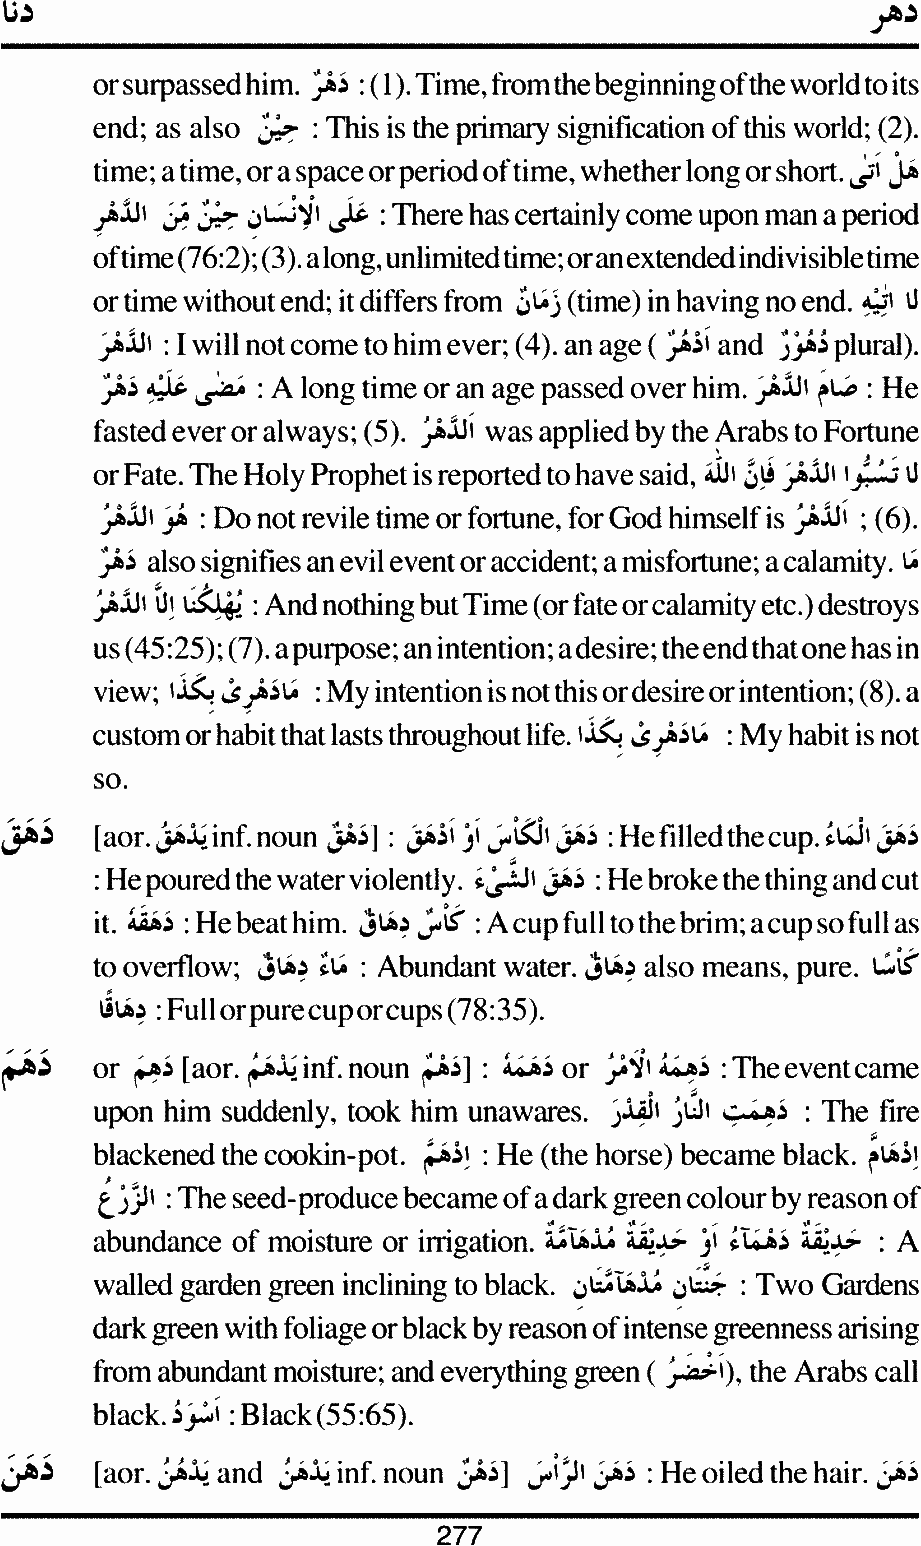 دنا دهر
or surpassed him. دَهْرٌ : (1). Time, from the beginning of the world to its
end; as also حِيْنٌ : This is the primary signification of this world; (2).
time; a time, or a space or period of time, whether long or short. هَلْ اَتٰى
عَلَى الْاِنْسَانِ حِيْنٌ مِّنَ الدَّهْرِ : There has certainly come upon man a period
of time (76:2); (3). a long, unlimited time; or an extended indivisible time
or time without end; it differs from زَمَانٌ (time) in having no end. لَا اٰتِيْهِ
الدَّهْرَ : I will not come to him ever; (4). an age ( اَدْهُرٌ and دُهُوْرٌ plural).
مَضٰى عَلَيْهِ دَهْرٌ : A long time or an age passed over him. صَامَ الدَّهْرَ : He
fasted ever or always; (5). اَلدَّهْرُ was applied by the Arabs to Fortune
or Fate. The Holy Prophet is reported to have said, لَا تَسُبُّوا الدَّهْرَ فَاِنَّ اللّٰهَ
هُوَ الدَّهْرُ : Do not revile time or fortune, for God himself is اَلدَّهْرُ ; (6).
دَهْرٌ also signifies an evil event or accident; a misfortune; a calamity. مَا
يُهْلِكُنَا اِلَّا الدَّهْرُ : And nothing but Time (or fate or calamity etc.) destroys
us (45:25); (7). a purpose; an intention; a desire; the end that one has in
view; مَادَهْرِىْ بِكَذَا : My intention is not this or desire or intention; (8). a
custom or habit that lasts throughout life. مَادَهْرِىْ بِكَذَا : My habit is not
so.
دَهَقَ [aor. يَدْهَقُ inf. noun دَهْقٌ] : دَهَقَ الْكَاْسَ اَوْ اَدْهَقَ : He filled the cup. دَهَقَ الْمَاءُ
: He poured the water violently. دَهَقَ الشَّىْءَ : He broke the thing and cut
it. دَهَقَهٗ : He beat him. كَاْسٌ دِهَاقٌ : A cup full to the brim; a cup so full as
to overflow; مَاءٌ دِهَاقٌ : Abundant water. دِهَاقٌ also means, pure. كَاْسًا
دِهَاقًا : Full or pure cup or cups (78:35).
دَهَمَ or دَهِمَ [aor. يَدْهَمُ inf. noun دَهْمٌ] : دَهَمَهٗ or دَهِمَهُ الْاَمْرُ : The event came
upon him suddenly, took him unawares. دَهِمَتِ النَّارُ الْقِدْرَ : The fire
blackened the cookin-pot. اِدْهَمَّ : He (the horse) became black. اِدْهَامَّ
الزَّرْعُ : The seed-produce became of a dark green colour by reason of
abundance of moisture or irrigation. حَدِيْقَةٌ دَهْمَآءُ اَوْ حَدِيْقَةٌ مُدْهَآمَّةٌ : A
walled garden green inclining to black. جَنَّتَانِ مُدْهَآمَّتَانِ : Two Gardens
dark green with foliage or black by reason of intense greenness arising
from abundant moisture; and everything green ( اَخْضَرُ), the Arabs call
black. اَسْوَدُ : Black (55:65).
دَهَنَ [aor. يَدْهُنُ and يَدْهَنُ inf. noun دَهْنٌ] دَهَنَ الرَّأْسَ : He oiled the hair. دَهَنَ
277